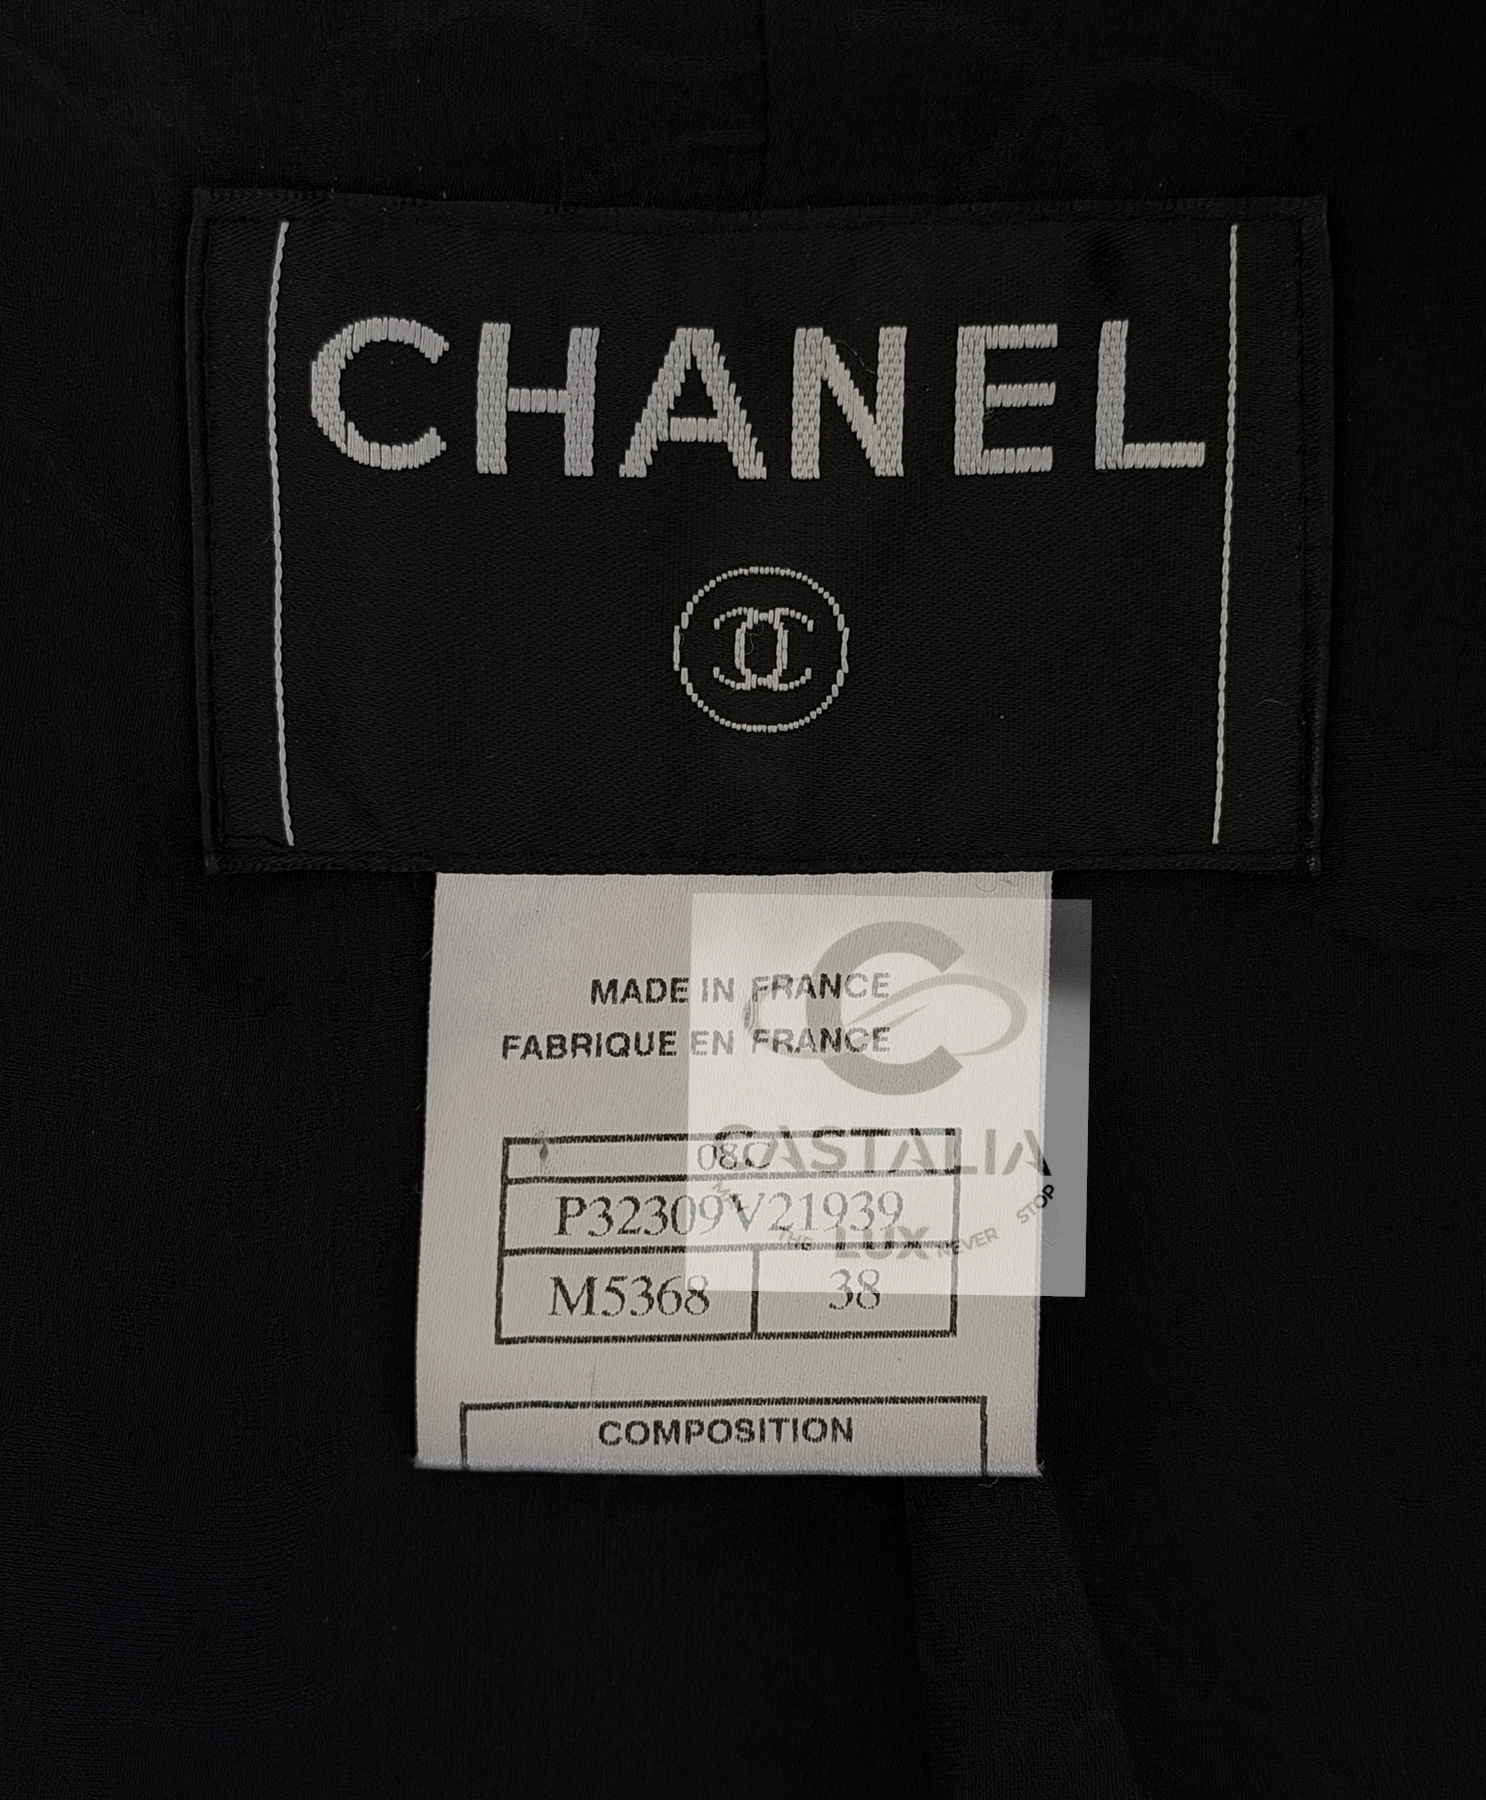 CHANEL
MADE IN FRANCE
FABRIQUE EN FRANCE
08C
P32309V21939
M5368 38
COMPOSITION
CASTALIA
THE LUX NEVER STOP